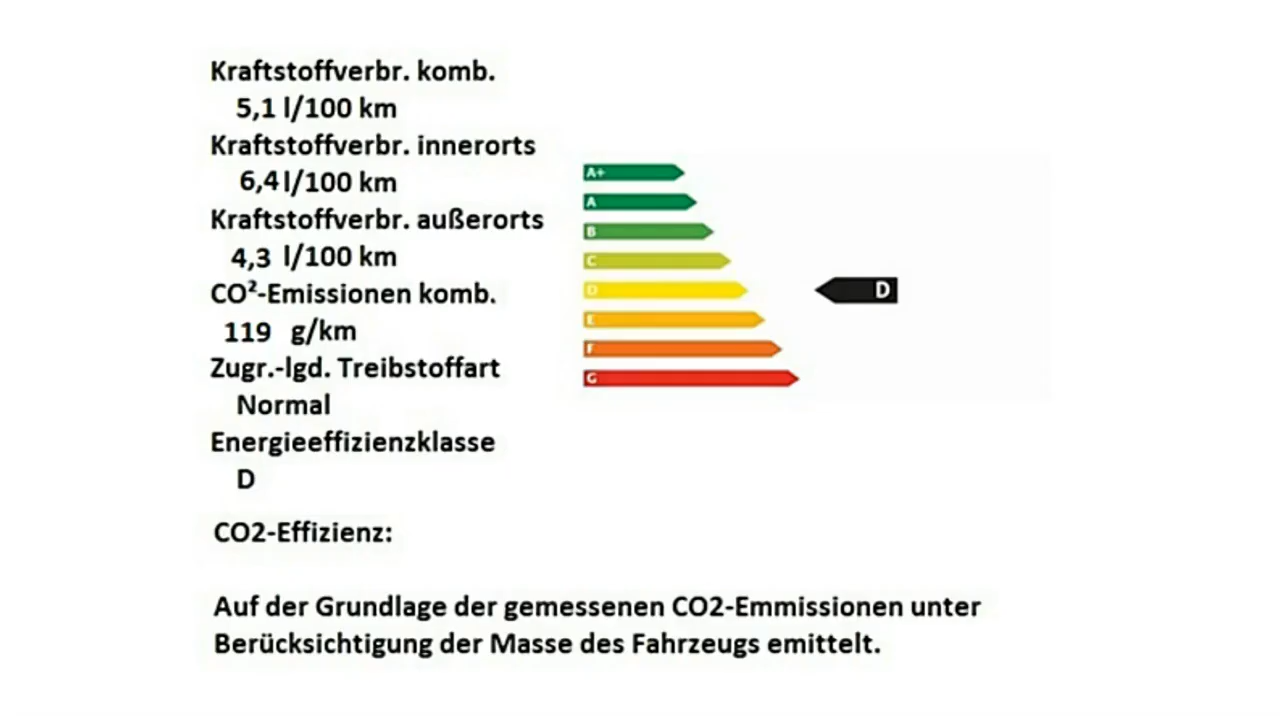 Kraftstoffverbr. komb.
5,1 l/100 km
Kraftstoffverbr. innerorts
6,4 l/100 km
Kraftstoffverbr. außerorts
4,3 l/100 km
CO²-Emissionen komb.
119 g/km
Zugr.-lgd. Treibstoffart
Normal
Energieeffizienzklasse
D
A+
A
B
C
D
D
E
F
G
CO2-Effizienz:
Auf der Grundlage der gemessenen CO2-Emmissionen unter
Berücksichtigung der Masse des Fahrzeugs emittelt.